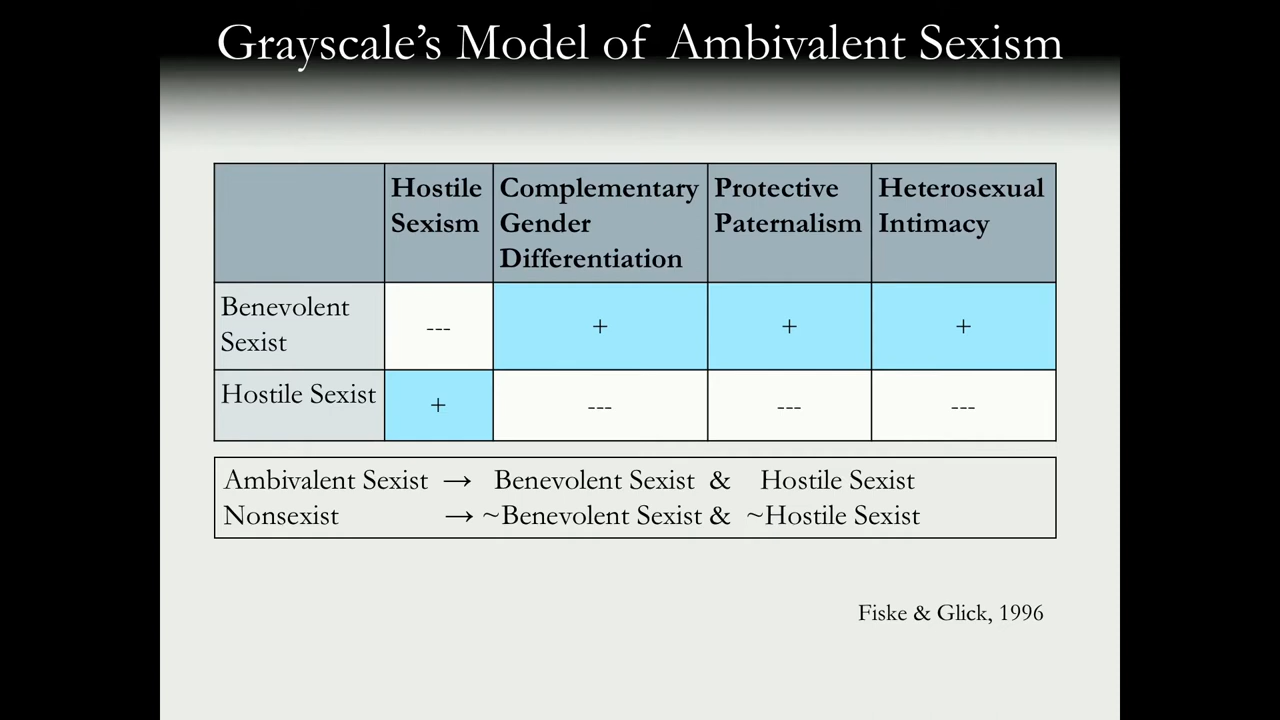 Grayscale's Model of Ambivalent Sexism
Hostile
Sexism
Complementary
Gender
Differentiation
Protective
Paternalism
Heterosexual
Intimacy
Benevolent
Sexist
---
+
+
+
Hostile Sexist
+
---
---
---
Ambivalent Sexist → Benevolent Sexist & Hostile Sexist
Nonsexist → ~Benevolent Sexist & ~Hostile Sexist
Fiske & Glick, 1996